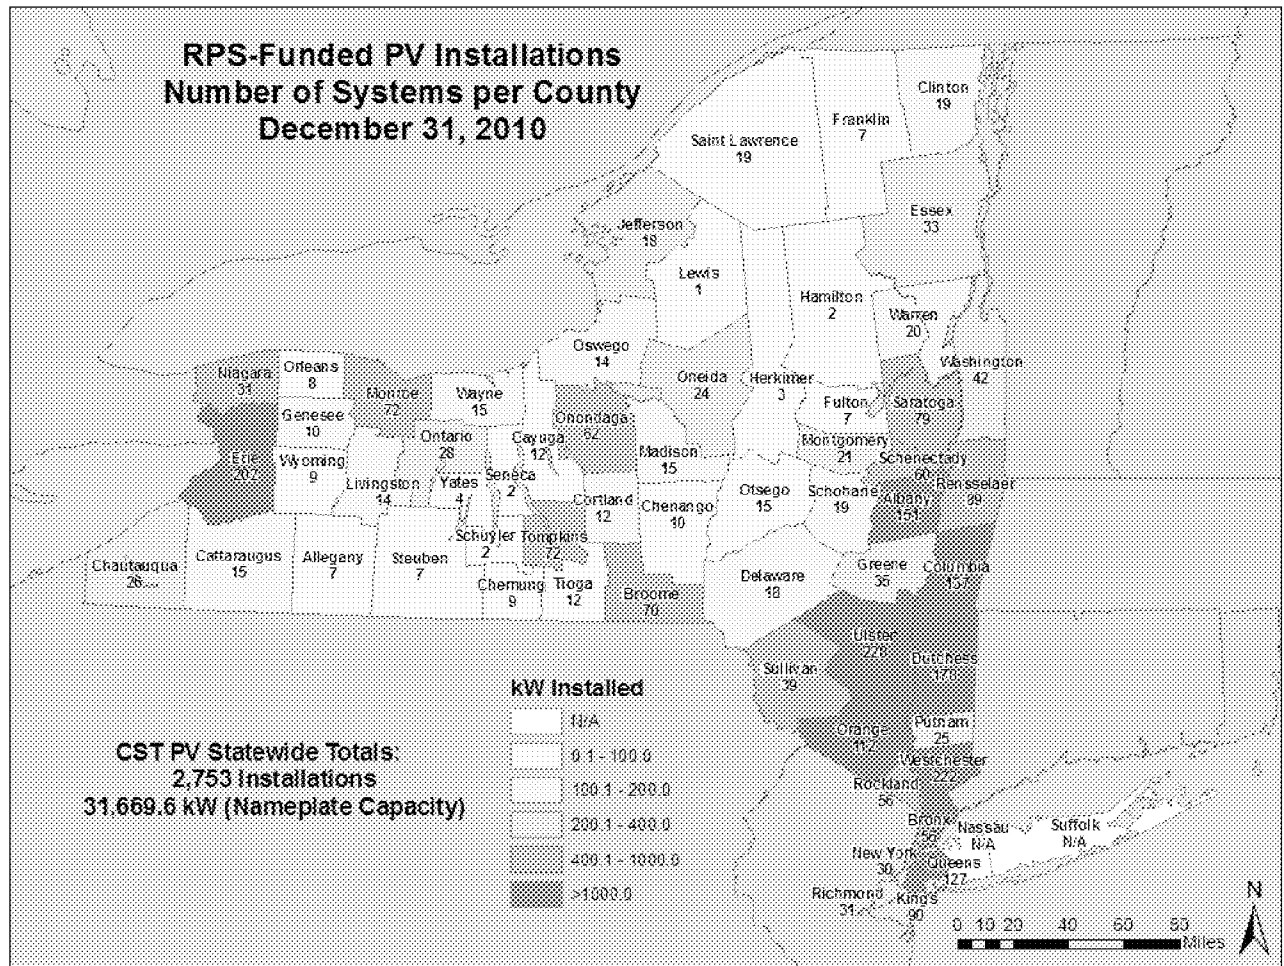 RPS-Funded PV Installations
Number of Systems per County
December 31, 2010
Clinton
19
Franklin
7
Saint Lawrence
19
Essex
33
Jefferson
18
Lewis
1
Hamilton
2
Warren
20
Oswego
14
Washington
42
Niagara
31
Orleans
8
Monroe
72
Wayne
15
Oneida
24
Herkimer
3
Fulton
7
Saratoga
79
Genesee
10
Onondaga
62
Ontario
28
Cayuga
12
Madison
15
Montgomery
21
Schenectady
60
Erie
202
Wyoming
9
Livingston
14
Yates
4
Seneca
2
Rensselaer
89
Cortland
12
Chenango
10
Otsego
15
Schoharie
19
Albany
151
Schuyler
2
Tompkins
72
Chautauqua
26
Cattaraugus
15
Allegany
7
Steuben
7
Chemung
9
Tioga
12
Broome
70
Delaware
18
Greene
35
Columbia
137
Ulster
Dutchess
Sullivan
39
Orange
Putnam
25
Westchester
222
Rockland
56
Bronx
56
Nassau
N/A
Suffolk
N/A
New York
30
Queens
127
Richmond
31
Kings
90
kW Installed
N/A
0.1 - 100.0
100.1 - 200.0
200.1 - 400.0
400.1 - 1000.0
>1000.0
CST PV Statewide Totals:
2,753 Installations
31,669.6 kW (Nameplate Capacity)
N
0 10 20 40 60 80
Miles